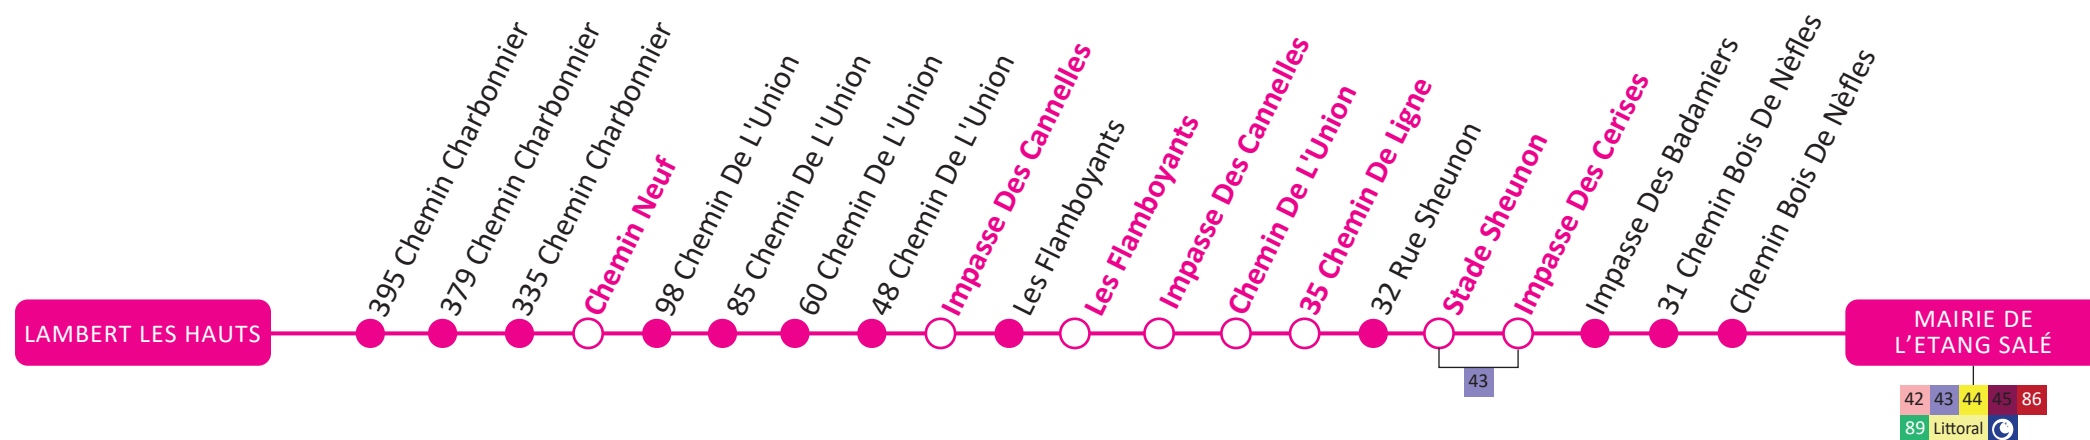 LAMBERT LES HAUTS
395 Chemin Charbonnier
379 Chemin Charbonnier
335 Chemin Charbonnier
Chemin Neuf
98 Chemin De L'Union
85 Chemin De L'Union
60 Chemin De L'Union
48 Chemin De L'Union
Impasse Des Cannelles
Les Flamboyants
Les Flamboyants
Impasse Des Cannelles
Chemin De L'Union
35 Chemin De Ligne
32 Rue Sheunon
Stade Sheunon
Impasse Des Cerises
Impasse Des Badamiers
31 Chemin Bois De Nèfles
Chemin Bois De Nèfles
MAIRIE DE
L'ETANG SALÉ
43
42 43 44 45 86
89 Littoral